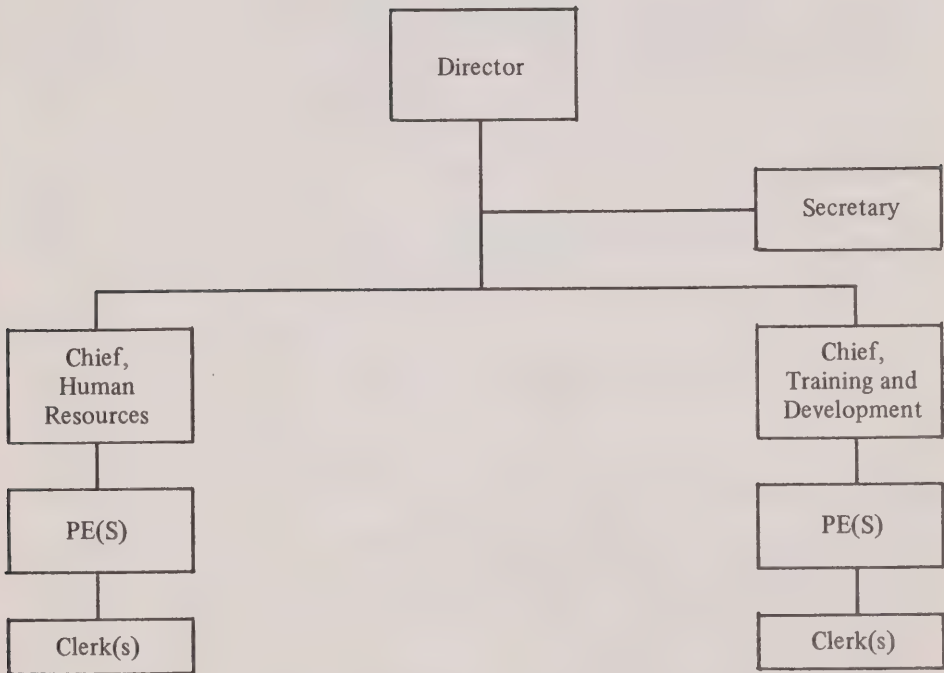 Director
Secretary
Chief,
Human
Resources
Chief,
Training and
Development
PE(S)
PE(S)
Clerk(s)
Clerk(s)